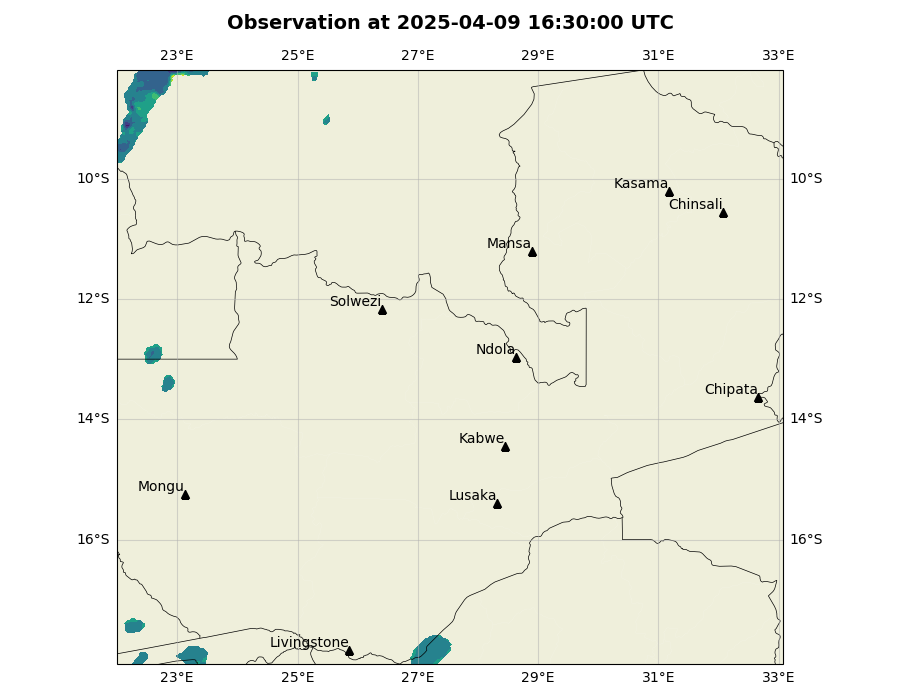 Observation at 2025-04-09 16:30:00 UTC
23°E 25°E 27°E 29°E 31°E 33°E
10°S 10°S
Kasama
Chinsali
Mansa
12°S 12°S
Solwezi
Ndola
Chipata
14°S 14°S
Kabwe
Mongu
Lusaka
16°S 16°S
Livingstone
23°E 25°E 27°E 29°E 31°E 33°E